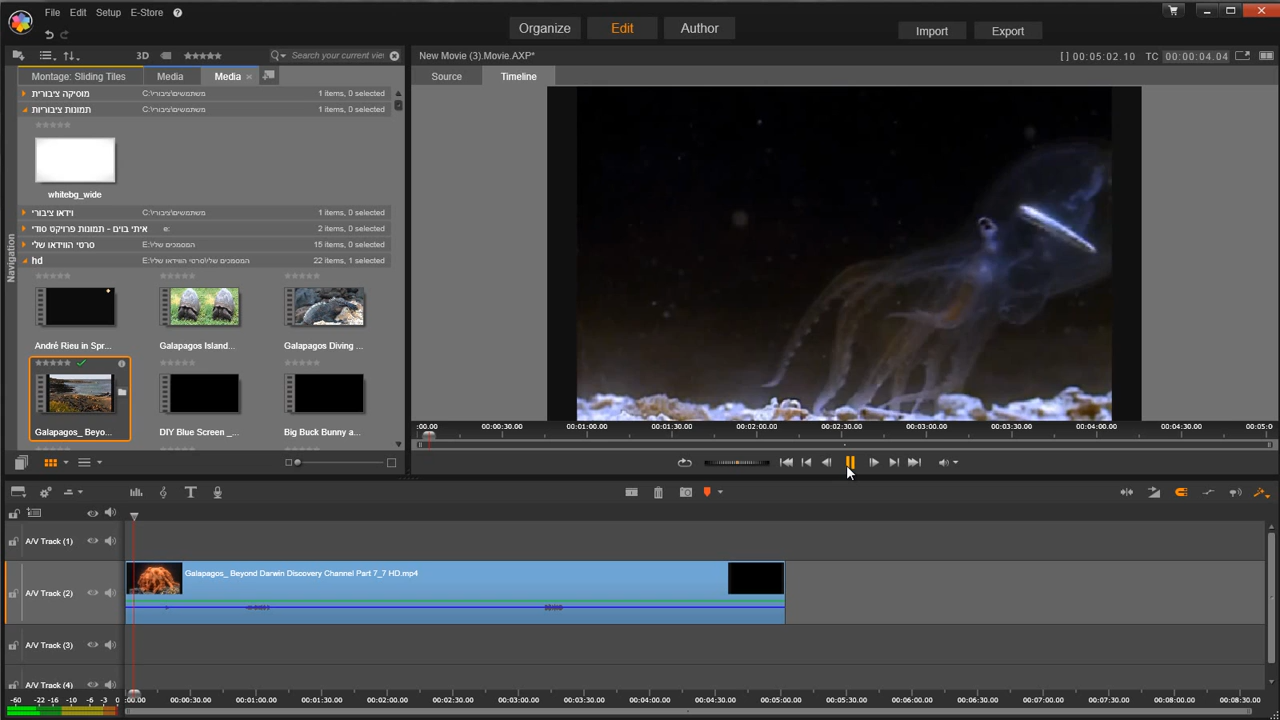 File Edit Setup E-Store ?
Organize Edit Author Import Export
3D Search your current vie
New Movie (3).Movie.AXP*
[ ] 00:05:02.10 TC 00:00:04.04
Montage: Sliding Tiles Media Media ×
Source Timeline
מוסיקה ציבורית C:\משתמשים\ציבורי 1 items, 0 selected
תמונות ציבוריות C:\משתמשים\ציבורי 1 items, 0 selected
whitebg_wide
וידאו ציבורי C:\משתמשים\ציבורי 1 items, 0 selected
איתי בוים - תמונות פרויקט סודי e: 2 items, 0 selected
סרטי הווידאו שלי E:\המסמכים שלי 15 items, 0 selected
hd E:\המסמכים שלי\סרטי הווידאו שלי 22 items, 1 selected
Navigation
André Rieu in Spr... Galapagos Island... Galapagos Diving ...
Galapagos_ Beyo... DIY Blue Screen _... Big Buck Bunny a...
:00.00 00:00:30.00 00:01:00.00 00:01:30.00 00:02:00.00 00:02:30.00 00:03:00.00 00:03:30.00 00:04:00.00 00:04:30.00 00:05:0
A/V Track (1)
A/V Track (2) Galapagos_ Beyond Darwin Discovery Channel Part 7_7 HD.mp4
A/V Track (3)
A/V Track (4)
-60 -22 -16 -10 -6 -3 0 :00.00 00:00:30.00 00:01:00.00 00:01:30.00 00:02:00.00 00:02:30.00 00:03:00.00 00:03:30.00 00:04:00.00 00:04:30.00 00:05:00.00 00:05:30.00 00:06:00.00 00:06:30.00 00:07:00.00 00:07:30.00 00:08:00.00 00:08:30.00